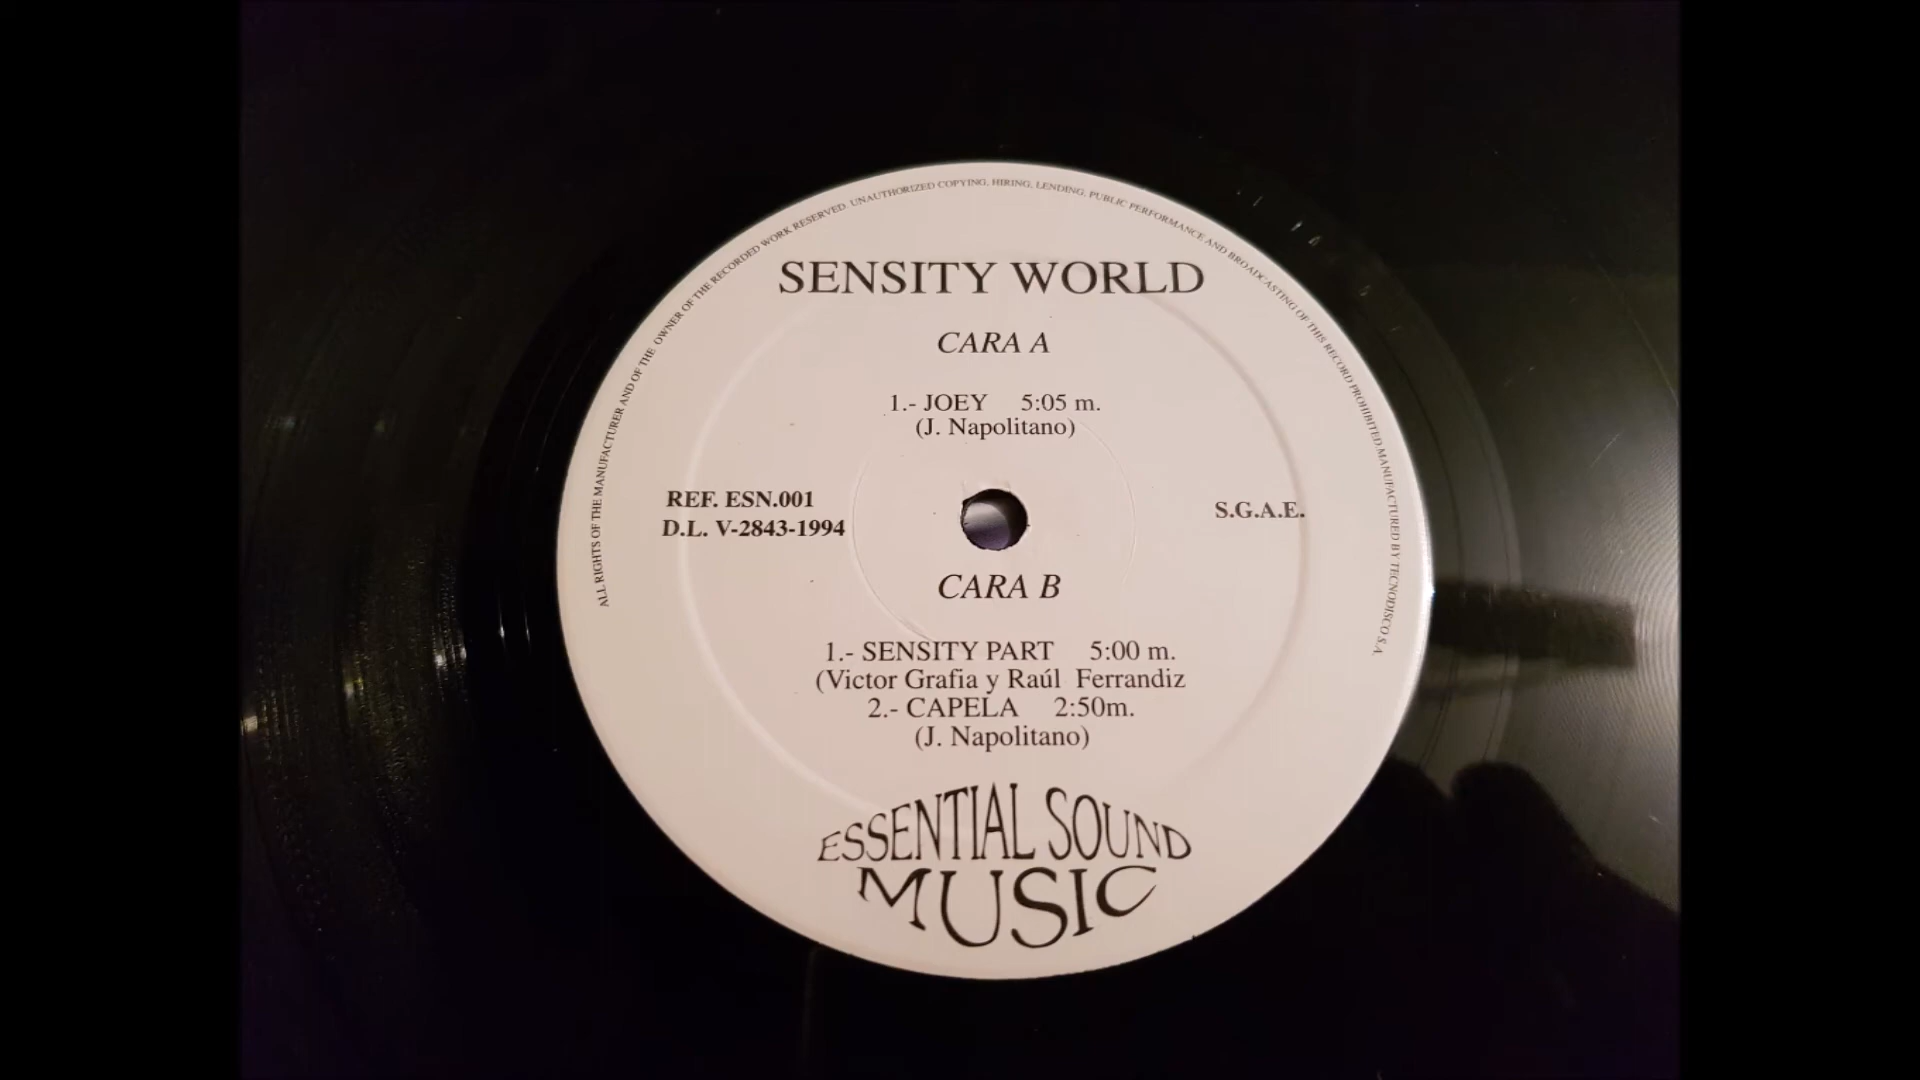 ALL RIGHTS OF THE MANUFACTURER AND OF THE OWNER OF THE RECORDED WORK RESERVED. UNAUTHORIZED COPYING, HIRING, LENDING, PUBLIC PERFORMANCE AND BROADCASTING OF THIS RECORD PROHIBITED.MANUFACTURED BY TECNODISCO S.A.
SENSITY WORLD
CARA A
1.- JOEY 5:05 m.
(J. Napolitano)
REF. ESN.001
D.L. V-2843-1994
S.G.A.E.
CARA B
1.- SENSITY PART 5:00 m.
(Victor Grafia y Raúl Ferrandiz
2.- CAPELA 2:50m.
(J. Napolitano)
ESSENTIAL SOUND
MUSIC